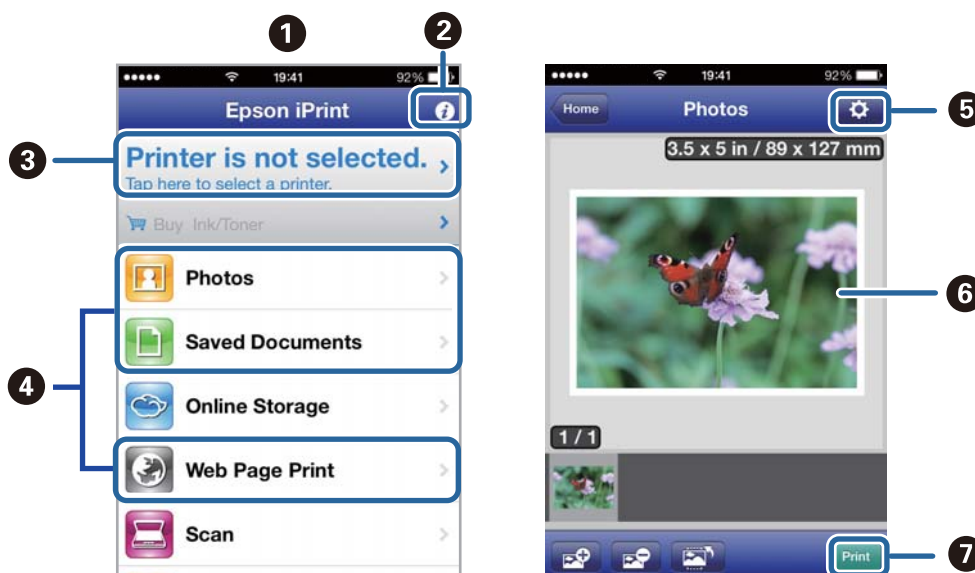 1
2
19:41
92%
Epson iPrint
3
Printer is not selected.
Tap here to select a printer.
Buy Ink/Toner
Photos
Saved Documents
4
Online Storage
Web Page Print
Scan
19:41
92%
Home
Photos
5
3.5 x 5 in / 89 x 127 mm
6
1 / 1
Print
7